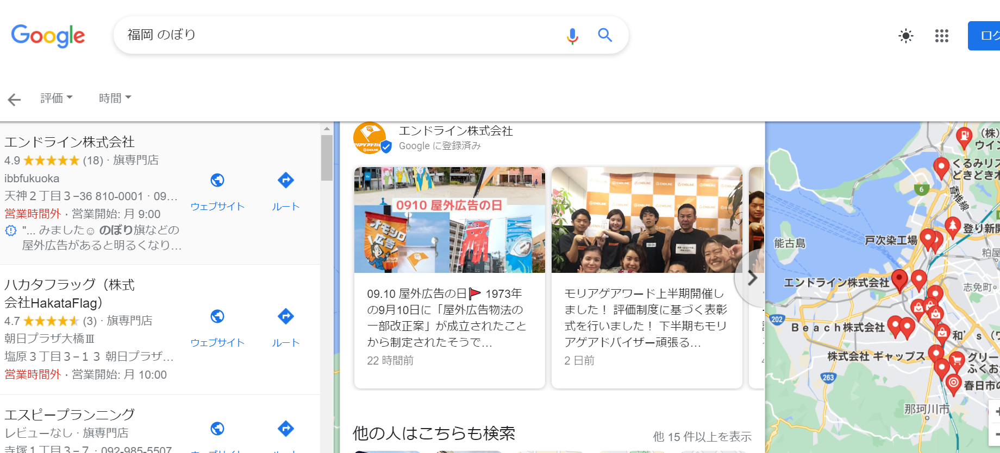 Google
福岡 のぼり
ログ
評価
時間
エンドライン株式会社
4.9 (18) · 旗専門店
ibbfukuoka
天神２丁目３−36 810-0001 · 09...
営業時間外 · 営業開始: 月 9:00
"... みました☺ のぼり旗などの
屋外広告があると明るくなり...
ウェブサイト
ルート
ハカタフラッグ（株式
会社HakataFlag）
4.7 (3) · 旗専門店
朝日プラザ大橋Ⅲ
塩原３丁目３−１３ 朝日プラザ...
営業時間外 · 営業開始: 月 10:00
ウェブサイト
ルート
エスピープランニング
レビューなし · 旗専門店
寺塚１丁目３−７ · 092-985-5507
ウェブサイト
ルート
エンドライン株式会社
Google に登録済み
0910 屋外広告の日
オモシロ
広告!
ENDLINE
09.10 屋外広告の日🚩 1973年
の9月10日に「屋外広告物法の
一部改正案」が成立されたこと
から制定されたそうで...
22 時間前
モリアゲアワード上半期開催し
ました！ 評価制度に基づく表彰
式を行いました！ 下半期もモリ
アゲアドバイザー頑張る...
2 日前
他の人はこちらも検索
他 15 件以上を表示
（株）
ウイン
くるみリス
どきどき
6
香椎線
登り新開
戸次染工場
能古島
粕屋
エンドライン株式会社
志免町
202
Ｂｅａｃｈ株式会社
和’ｓ（ワ
株式会社 ギャップス
グリー
ふくお
263
春日市の
那珂川市